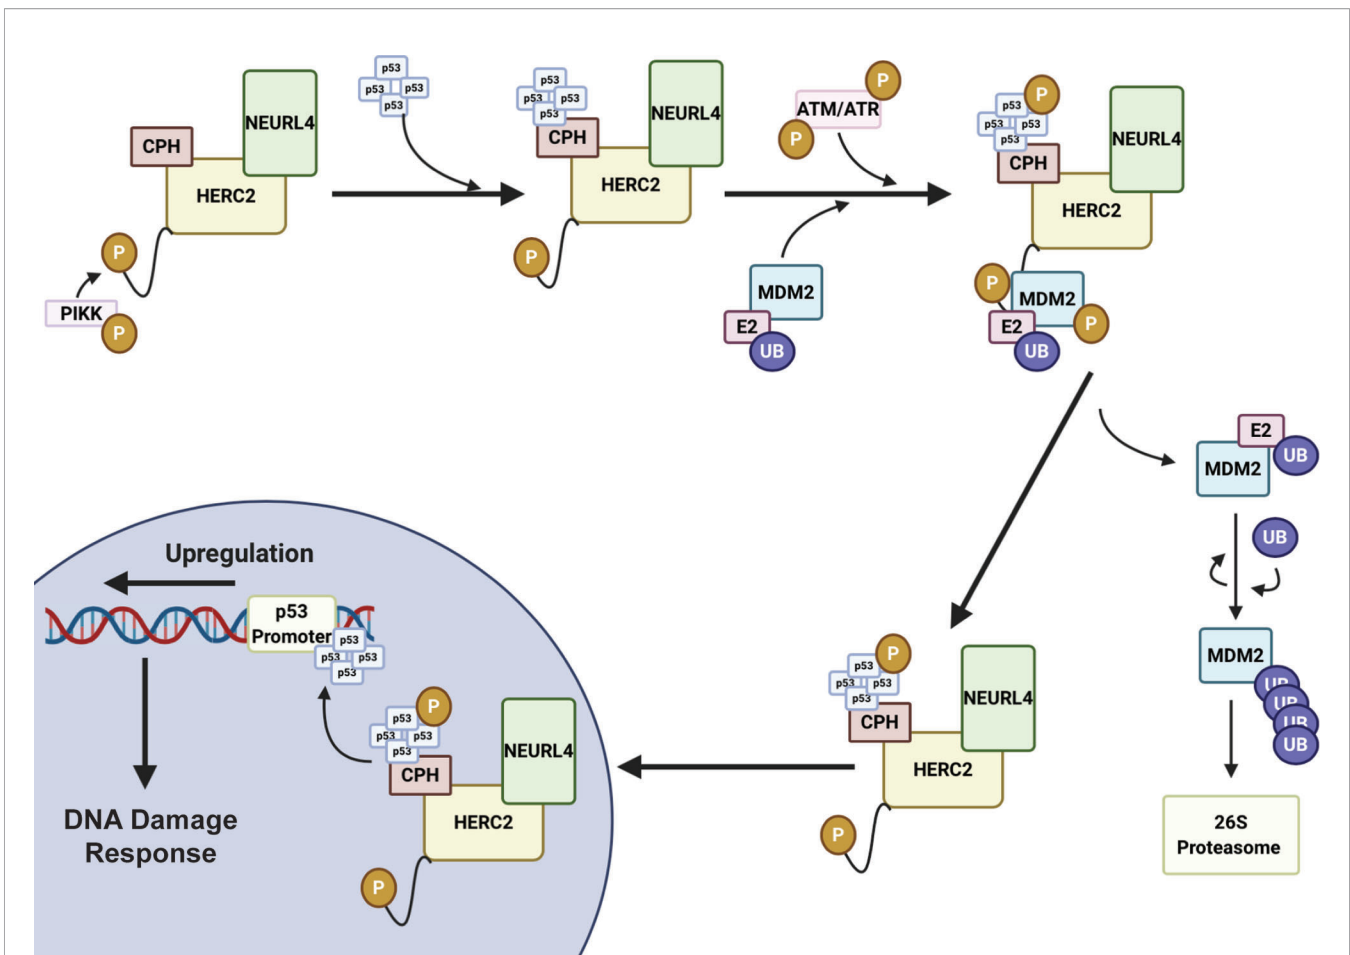 NEURL4
CPH
HERC2
P
PIKK
P
p53
p53
p53
p53
p53
p53
p53
p53
CPH
NEURL4
HERC2
P
P
ATM/ATR
P
MDM2
E2
UB
p53
P
p53
p53
p53
CPH
NEURL4
HERC2
P
MDM2
E2
P
UB
E2
MDM2
UB
UB
MDM2
UB
UB
UB
UB
26S
Proteasome
p53
P
p53
p53
p53
CPH
NEURL4
HERC2
P
Upregulation
p53
Promoter
p53
p53
p53
p53
p53
P
p53
p53
p53
CPH
NEURL4
HERC2
P
DNA Damage
Response